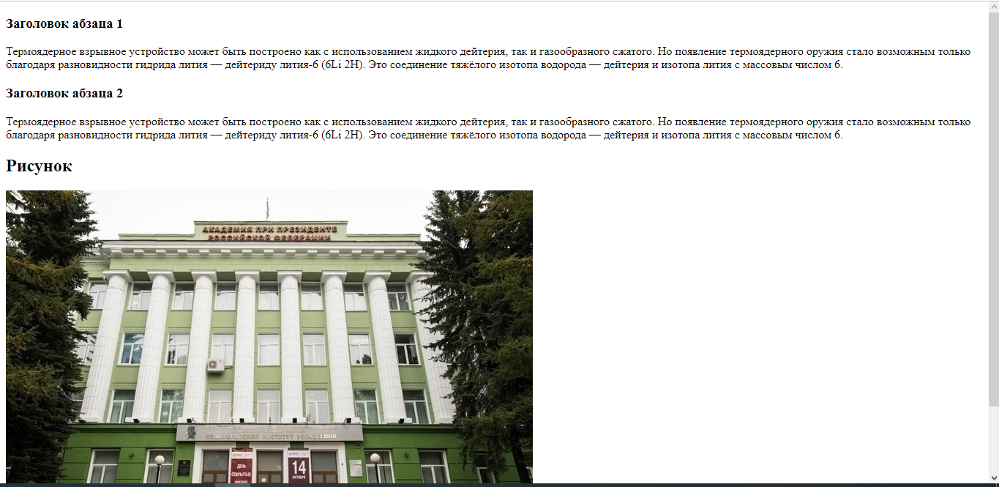 Заголовок абзаца 1
Термоядерное взрывное устройство может быть построено как с использованием жидкого дейтерия, так и газообразного сжатого. Но появление термоядерного оружия стало возможным только
благодаря разновидности гидрида лития — дейтериду лития-6 (6Li 2H). Это соединение тяжёлого изотопа водорода — дейтерия и изотопа лития с массовым числом 6.
Заголовок абзаца 2
Термоядерное взрывное устройство может быть построено как с использованием жидкого дейтерия, так и газообразного сжатого. Но появление термоядерного оружия стало возможным только
благодаря разновидности гидрида лития — дейтериду лития-6 (6Li 2H). Это соединение тяжёлого изотопа водорода — дейтерия и изотопа лития с массовым числом 6.
Рисунок
АКАДЕМИЯ ПРИ ПРЕЗИДЕНТЕ
РОССИЙСКОЙ ФЕДЕРАЦИИ
НИЖЕГОРОДСКИЙ ИНСТИТУТ УПРАВЛЕНИЯ
ДЕНЬ
ОТКРЫТЫХ
ДВЕРЕЙ
14
ОКТЯБРЯ